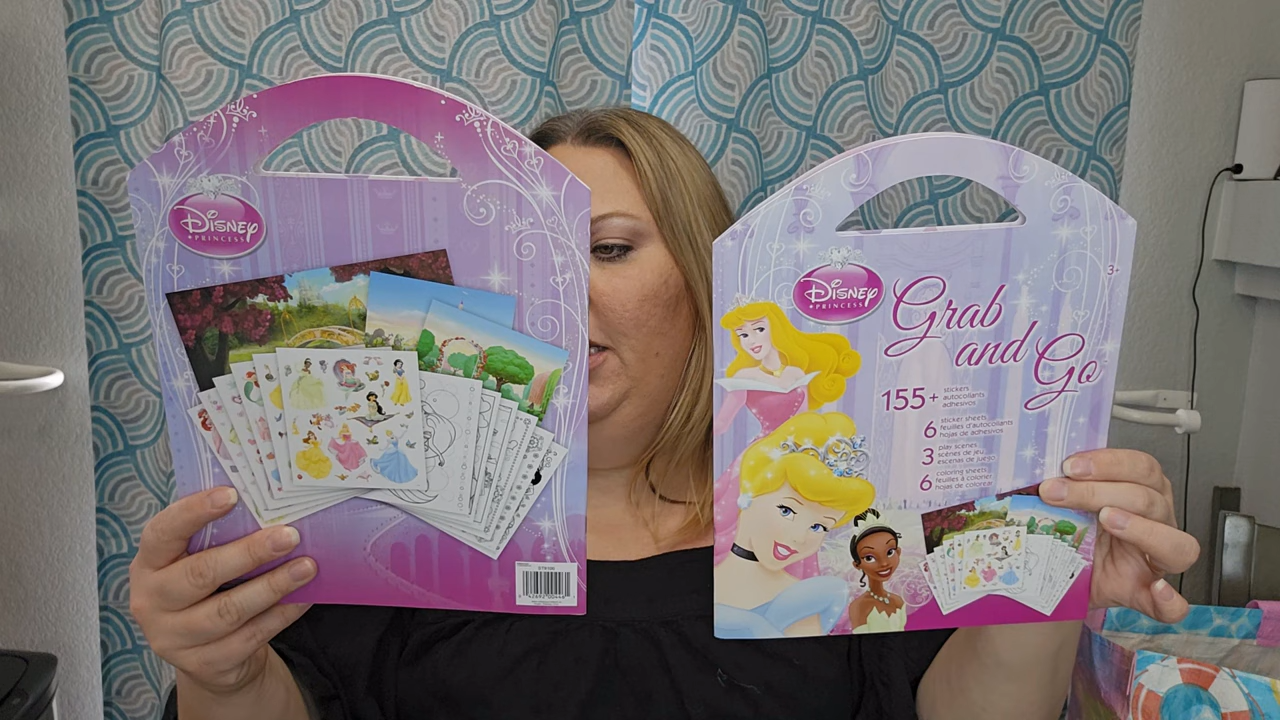 DISNEY
PRINCESS
DISNEY
PRINCESS
3+
Grab
and Go
155+ stickers
autocollants
adhesivos
6 sticker sheets
feuilles d'autocollants
hojas de adhesivos
3 play scenes
scènes de jeu
escenas de juego
6 coloring sheets
feuilles à colorier
hojas de colorear